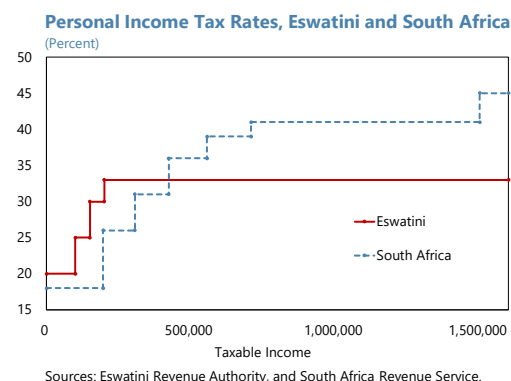 Personal Income Tax Rates, Eswatini and South Africa
(Percent)
50
45
40
35
30
25
20
15
Eswatini
South Africa
0 500,000 1,000,000 1,500,000
Taxable Income
Sources: Eswatini Revenue Authority, and South Africa Revenue Service.